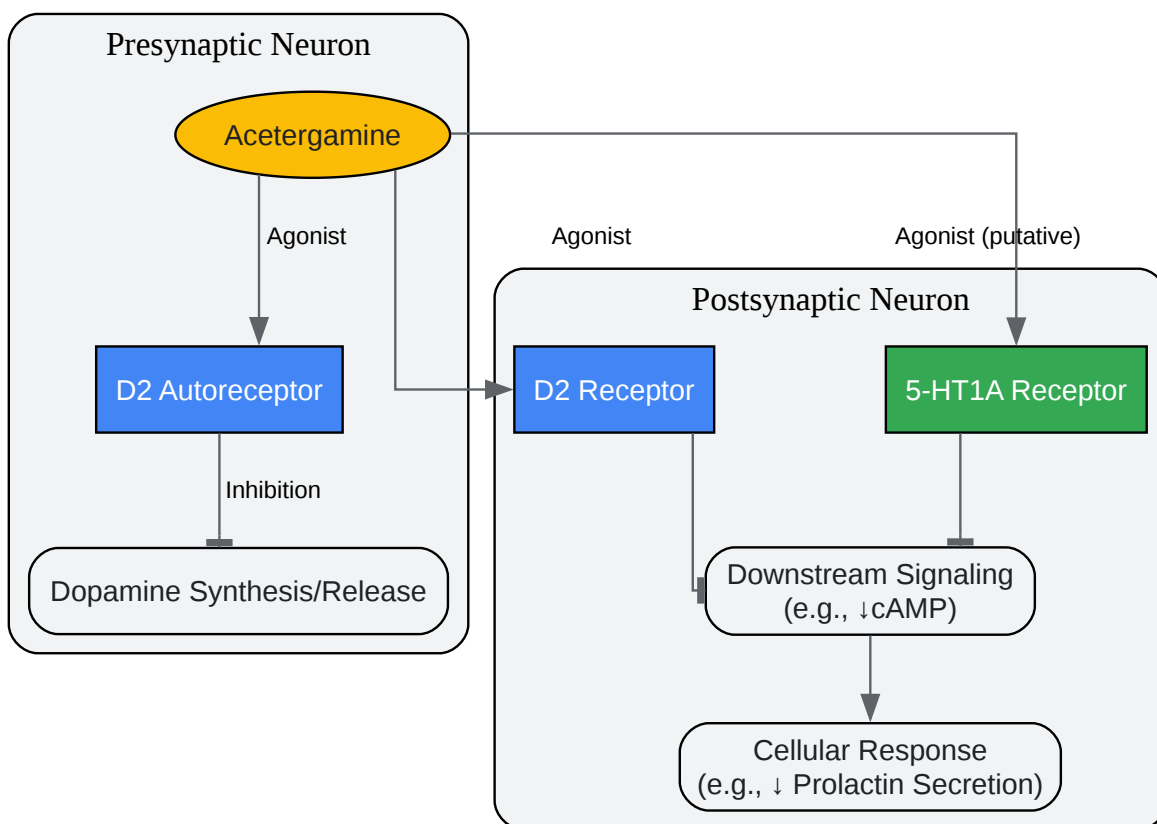 Presynaptic Neuron
Acetergamine
Agonist
Agonist
Agonist (putative)
Postsynaptic Neuron
D2 Autoreceptor
D2 Receptor
5-HT1A Receptor
Inhibition
Dopamine Synthesis/Release
Downstream Signaling
(e.g., ↓cAMP)
Cellular Response
(e.g., ↓ Prolactin Secretion)